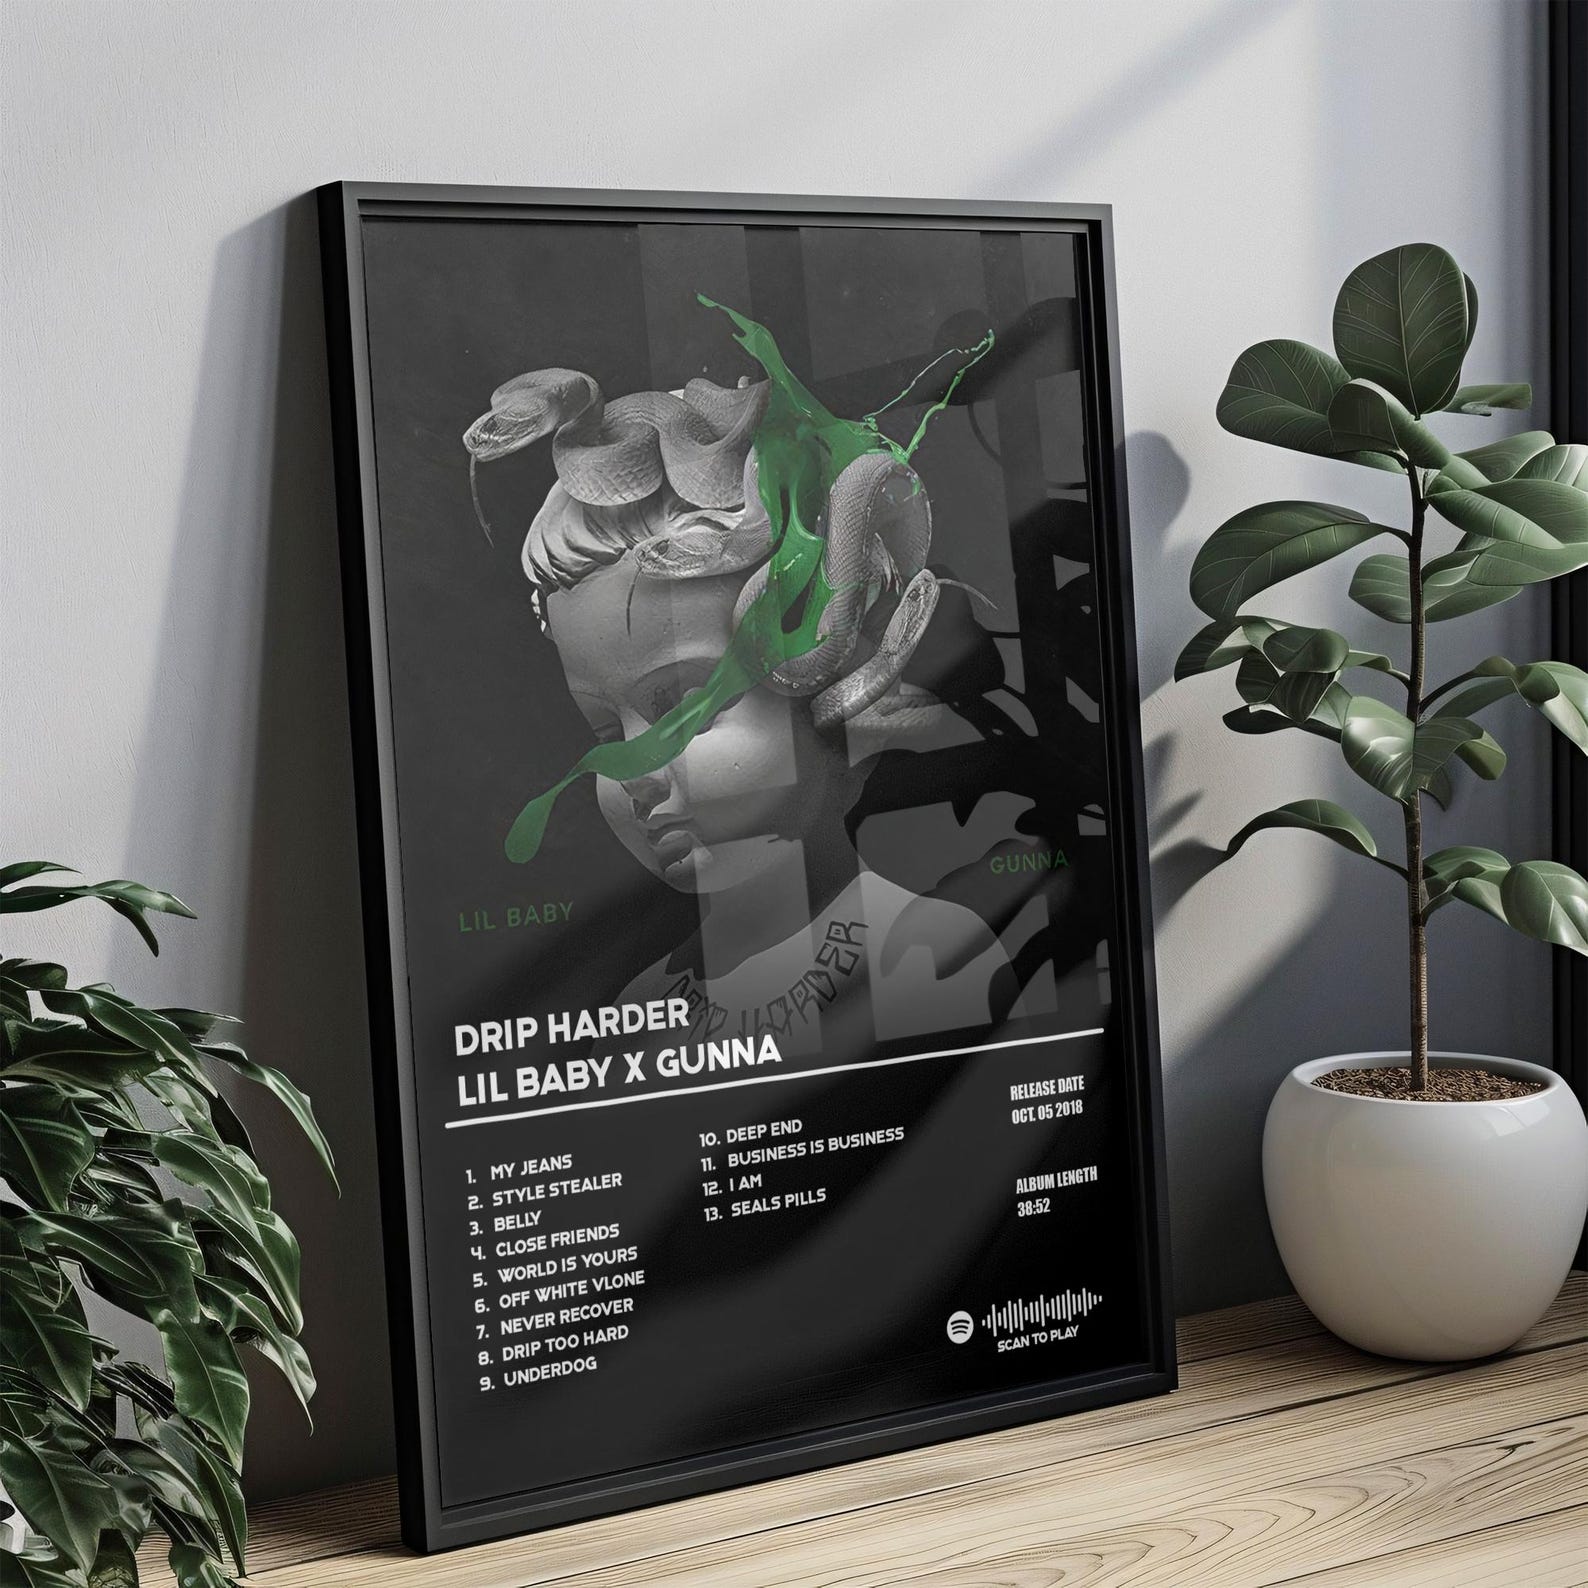 LIL BABY
GUNNA
HARDER
DRIP HARDER
LIL BABY X GUNNA
1. MY JEANS
2. STYLE STEALER
3. BELLY
4. CLOSE FRIENDS
5. WORLD IS YOURS
6. OFF WHITE VLONE
7. NEVER RECOVER
8. DRIP TOO HARD
9. UNDERDOG
10. DEEP END
11. BUSINESS IS BUSINESS
12. I AM
13. SEALS PILLS
RELEASE DATE
OCT. 05 2018
ALBUM LENGTH
38:52
SCAN TO PLAY